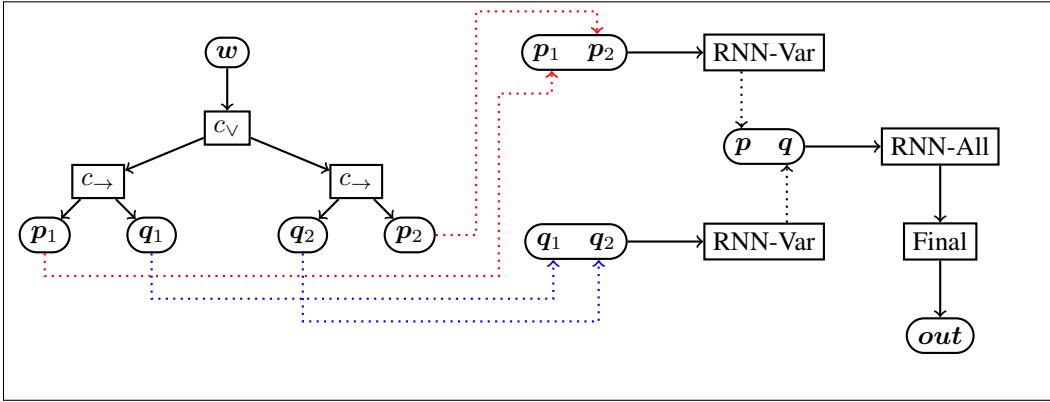 w
c∨
c→ c→
p₁ q₁ q₂ p₂
p₁ p₂ RNN-Var
p q RNN-All
q₁ q₂ RNN-Var Final
out